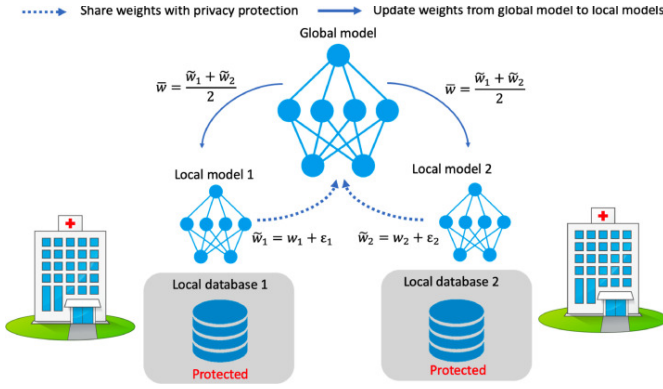 Share weights with privacy protection
Update weights from global model to local models
Global model
w̄ = (w̃₁ + w̃₂) / 2
w̄ = (w̃₁ + w̃₂) / 2
Local model 1
Local model 2
w̃₁ = w₁ + ε₁
w̃₂ = w₂ + ε₂
Local database 1
Local database 2
Protected
Protected